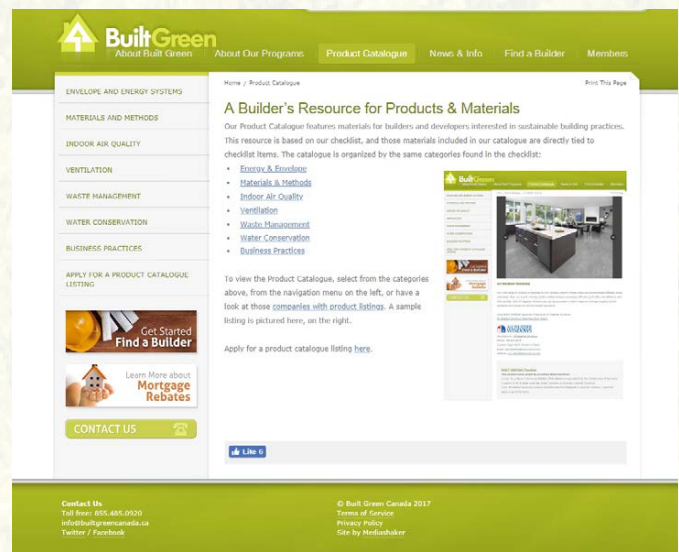 BuiltGreen
About Built Green
About Our Programs
Product Catalogue
News & Info
Find a Builder
Members
ENVELOPE AND ENERGY SYSTEMS
MATERIALS AND METHODS
INDOOR AIR QUALITY
VENTILATION
WASTE MANAGEMENT
WATER CONSERVATION
BUSINESS PRACTICES
APPLY FOR A PRODUCT CATALOGUE
LISTING
Get Started
Find a Builder
Learn More about
Mortgage
Rebates
CONTACT US
Home / Product Catalogue
Print This Page
A Builder's Resource for Products & Materials
Our Product Catalogue features materials for builders and developers interested in sustainable building practices.
This resource is based on our checklist, and those materials included in our catalogue are directly tied to
checklist items. The catalogue is organized by the same categories found in the checklist:
• Energy & Envelope
• Materials & Methods
• Indoor Air Quality
• Ventilation
• Waste Management
• Water Conservation
• Business Practices
To view the Product Catalogue, select from the categories
above, from the navigation menu on the left, or have a
look at those companies with product listings. A sample
listing is pictured here, on the right.
Apply for a product catalogue listing here.
BuiltGreen
CONTACT US
Like 6
Contact Us
Toll free: 855.485.0920
info@builtgreencanada.ca
Twitter / Facebook
© Built Green Canada 2017
Terms of Service
Privacy Policy
Site by Mediashaker